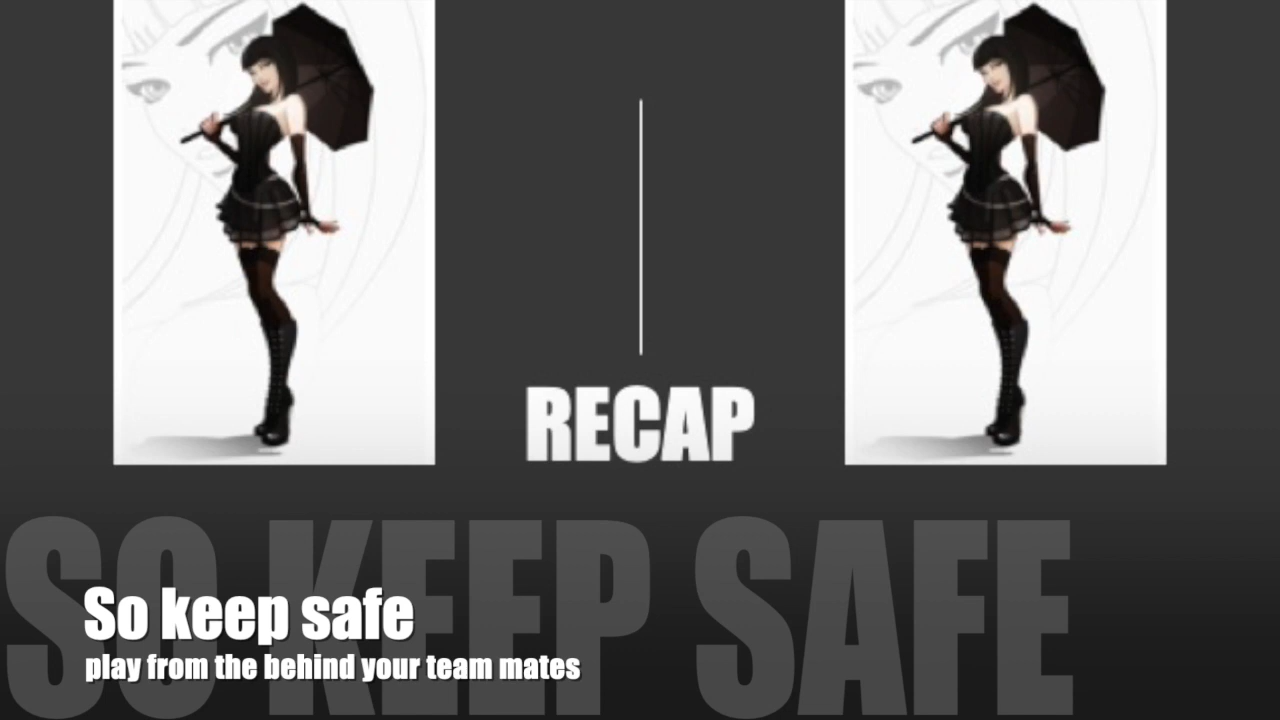 RECAP
SO KEEP SAFE
So keep safe
play from the behind your team mates